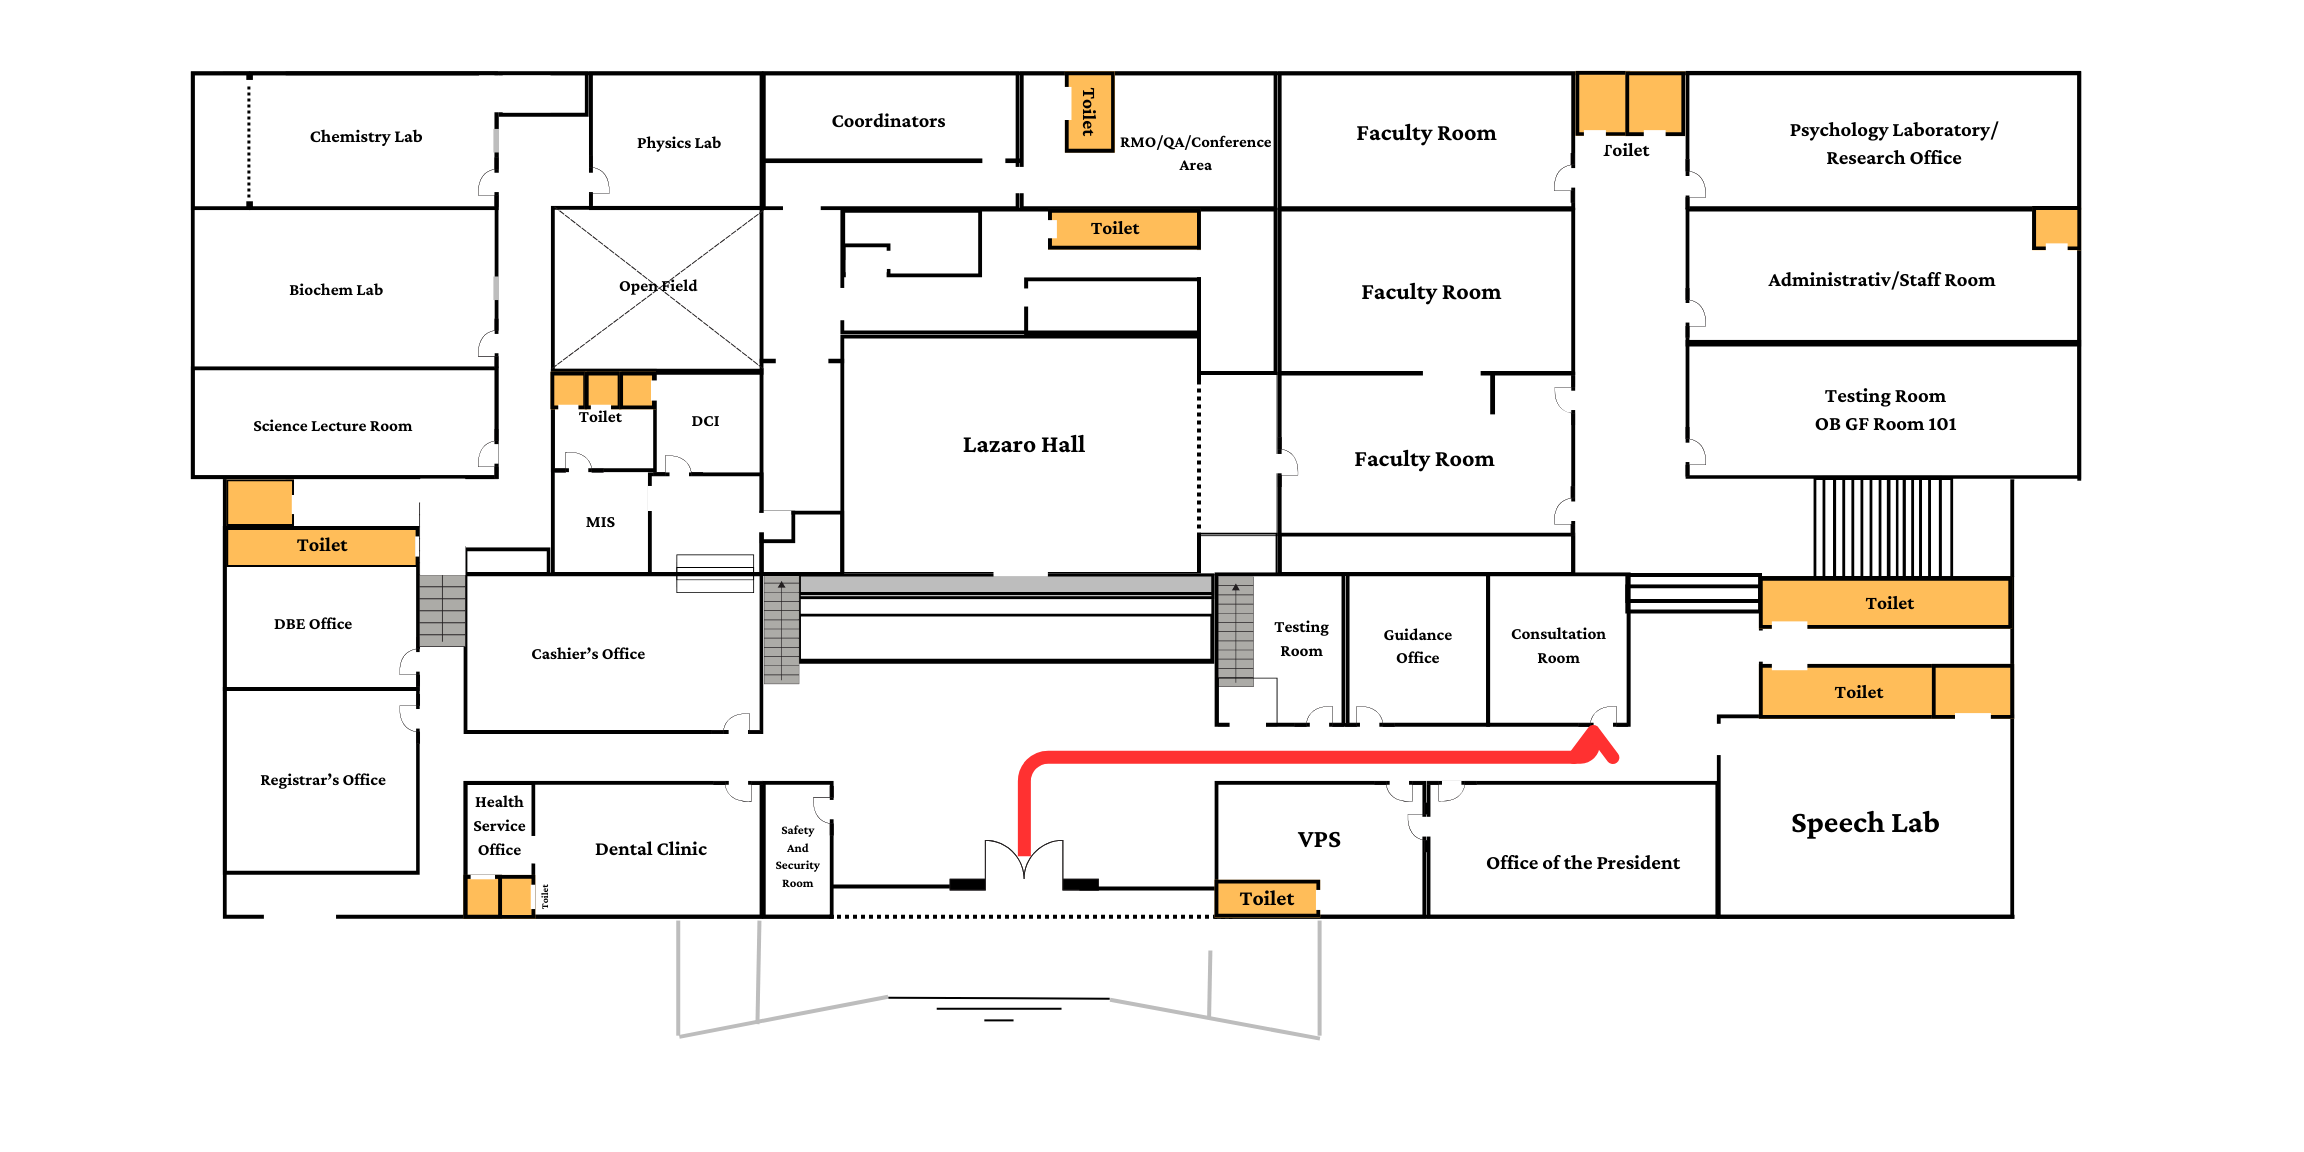 Chemistry Lab
Physics Lab
Coordinators
Toilet
RMO/QA/Conference
Area
Faculty Room
Toilet
Psychology Laboratory/
Research Office
Biochem Lab
Open Field
Toilet
Faculty Room
Administrativ/Staff Room
Science Lecture Room
Toilet
DCI
Lazaro Hall
Faculty Room
Testing Room
OB GF Room 101
MIS
Toilet
DBE Office
Cashier's Office
Testing
Room
Guidance
Office
Consultation
Room
Toilet
Toilet
Registrar's Office
Health
Service
Office
Toilet
Dental Clinic
Safety
And
Security
Room
VPS
Toilet
Office of the President
Speech Lab